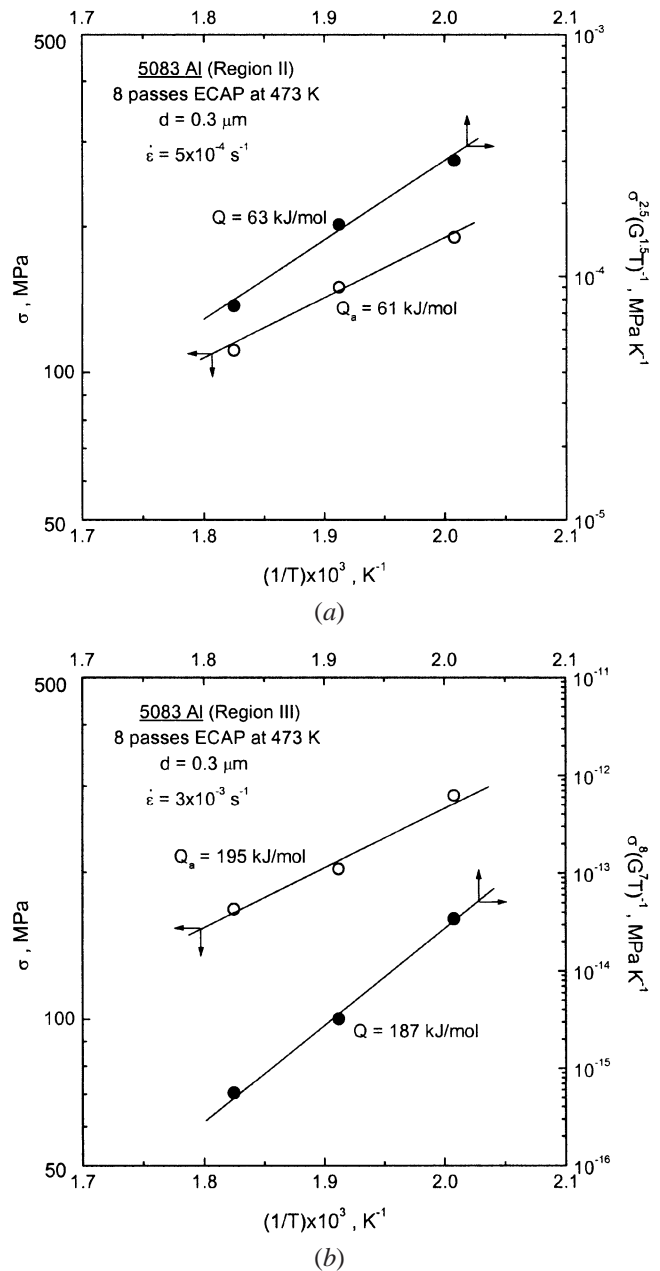 1.7 1.8 1.9 2.0 2.1
500
10⁻³
5083 Al (Region II)
8 passes ECAP at 473 K
d = 0.3 μm
ε̇ = 5x10⁻⁴ s⁻¹
Q = 63 kJ/mol
σ , MPa
σ²·⁵(G¹·⁵T)⁻¹ , MPa K⁻¹
10⁻⁴
Qₐ = 61 kJ/mol
100
50
10⁻⁵
1.7 1.8 1.9 2.0 2.1
(1/T)x10³ , K⁻¹
(a)
1.7 1.8 1.9 2.0 2.1
500
10⁻¹¹
5083 Al (Region III)
8 passes ECAP at 473 K
d = 0.3 μm
ε̇ = 3x10⁻³ s⁻¹
10⁻¹²
Qₐ = 195 kJ/mol
10⁻¹³
σ , MPa
σ⁸(G⁷T)⁻¹ , MPa K⁻¹
10⁻¹⁴
100
Q = 187 kJ/mol
10⁻¹⁵
50
10⁻¹⁶
1.7 1.8 1.9 2.0 2.1
(1/T)x10³ , K⁻¹
(b)